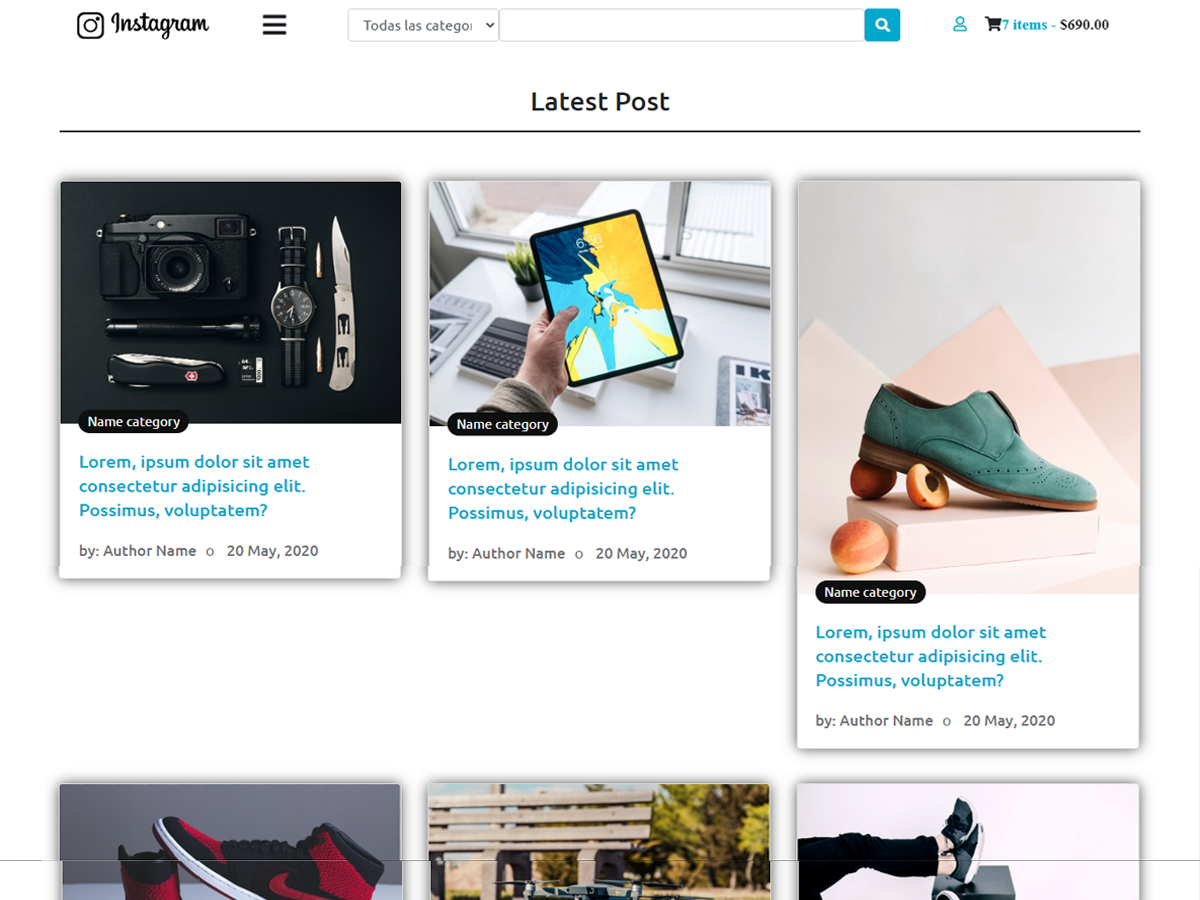 Instagram
Todas las catego
7 items - $690.00
Latest Post
Name category
Lorem, ipsum dolor sit amet
consectetur adipisicing elit.
Possimus, voluptatem?
by: Author Name o 20 May, 2020
Name category
Lorem, ipsum dolor sit amet
consectetur adipisicing elit.
Possimus, voluptatem?
by: Author Name o 20 May, 2020
Name category
Lorem, ipsum dolor sit amet
consectetur adipisicing elit.
Possimus, voluptatem?
by: Author Name o 20 May, 2020